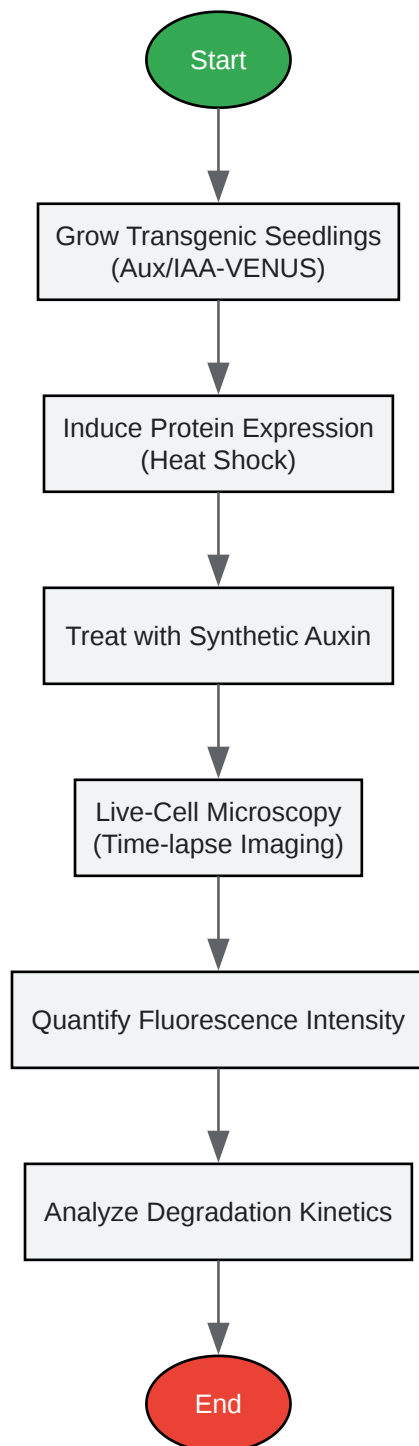 Start
Grow Transgenic Seedlings
(Aux/IAA-VENUS)
Induce Protein Expression
(Heat Shock)
Treat with Synthetic Auxin
Live-Cell Microscopy
(Time-lapse Imaging)
Quantify Fluorescence Intensity
Analyze Degradation Kinetics
End